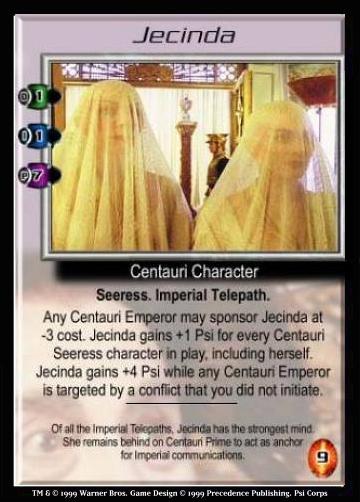 Jecinda
D 1
I 1
P 7
Centauri Character
Seeress. Imperial Telepath.
Any Centauri Emperor may sponsor Jecinda at
-3 cost. Jecinda gains +1 Psi for every Centauri
Seeress character in play, including herself.
Jecinda gains +4 Psi while any Centauri Emperor
is targeted by a conflict that you did not initiate.
Of all the Imperial Telepaths, Jecinda has the strongest mind.
She remains behind on Centauri Prime to act as anchor
for Imperial communications.
9
TM & © 1999 Warner Bros. Game Design © 1999 Precedence Publishing. Psi Corps